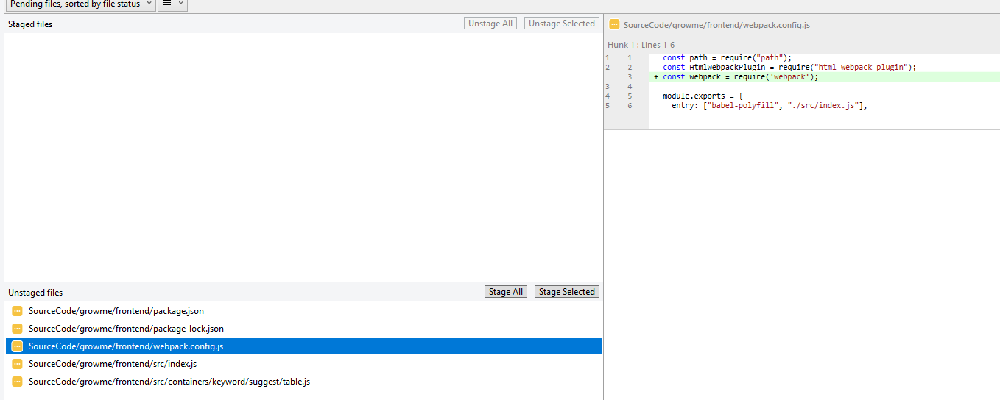 Pending files, sorted by file status
Staged files
Unstage All
Unstage Selected
Unstaged files
Stage All
Stage Selected
SourceCode/growme/frontend/package.json
SourceCode/growme/frontend/package-lock.json
SourceCode/growme/frontend/webpack.config.js
SourceCode/growme/frontend/src/index.js
SourceCode/growme/frontend/src/containers/keyword/suggest/table.js
SourceCode/growme/frontend/webpack.config.js
Hunk 1 : Lines 1-6
1 1 const path = require("path");
2 2 const HtmlWebpackPlugin = require("html-webpack-plugin");
3 + const webpack = require('webpack');
3 4
4 5 module.exports = {
5 6 entry: ["babel-polyfill", "./src/index.js"],